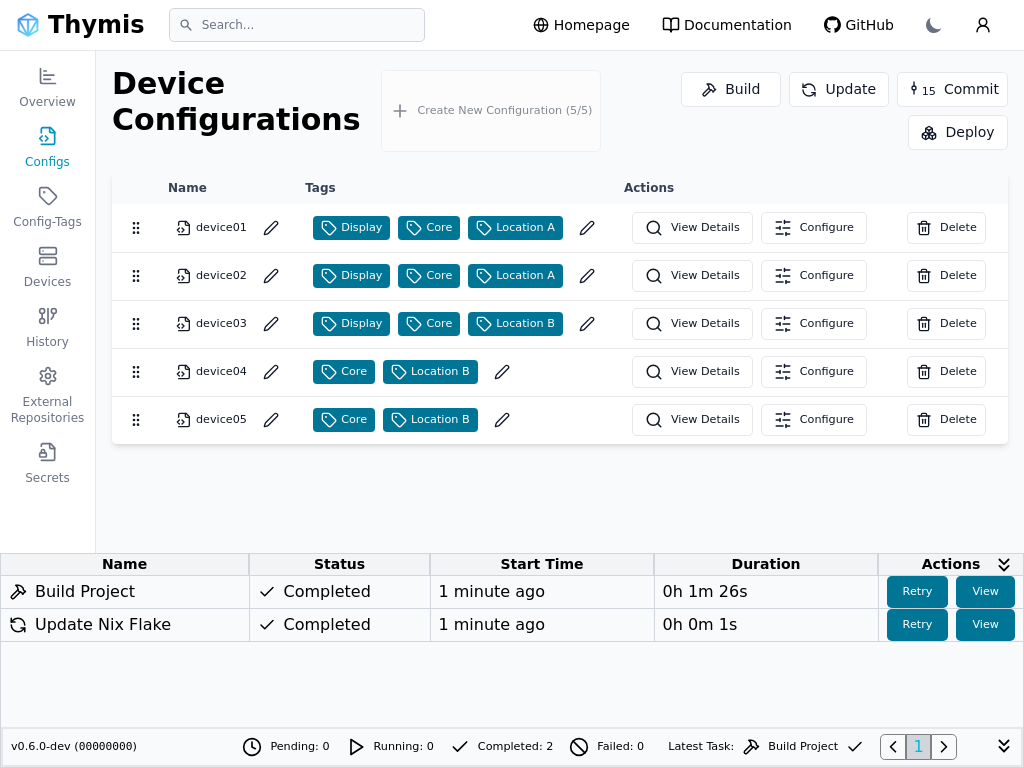 Thymis
Search...
Homepage
Documentation
GitHub
Overview
Configs
Config-Tags
Devices
History
External
Repositories
Secrets
Device
Configurations
Create New Configuration (5/5)
Build
Update
15 Commit
Deploy
Name Tags Actions
device01 Display Core Location A View Details Configure Delete
device02 Display Core Location A View Details Configure Delete
device03 Display Core Location B View Details Configure Delete
device04 Core Location B View Details Configure Delete
device05 Core Location B View Details Configure Delete
Name Status Start Time Duration Actions
Build Project Completed 1 minute ago 0h 1m 26s Retry View
Update Nix Flake Completed 1 minute ago 0h 0m 1s Retry View
v0.6.0-dev (00000000) Pending: 0 Running: 0 Completed: 2 Failed: 0 Latest Task: Build Project 1